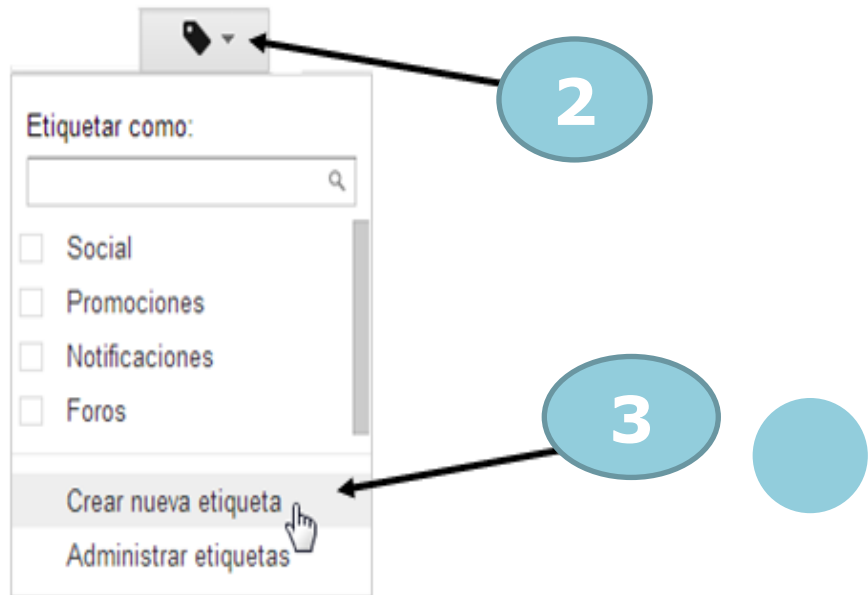 2
Etiquetar como:
Social
Promociones
Notificaciones
Foros
3
Crear nueva etiqueta
Administrar etiquetas